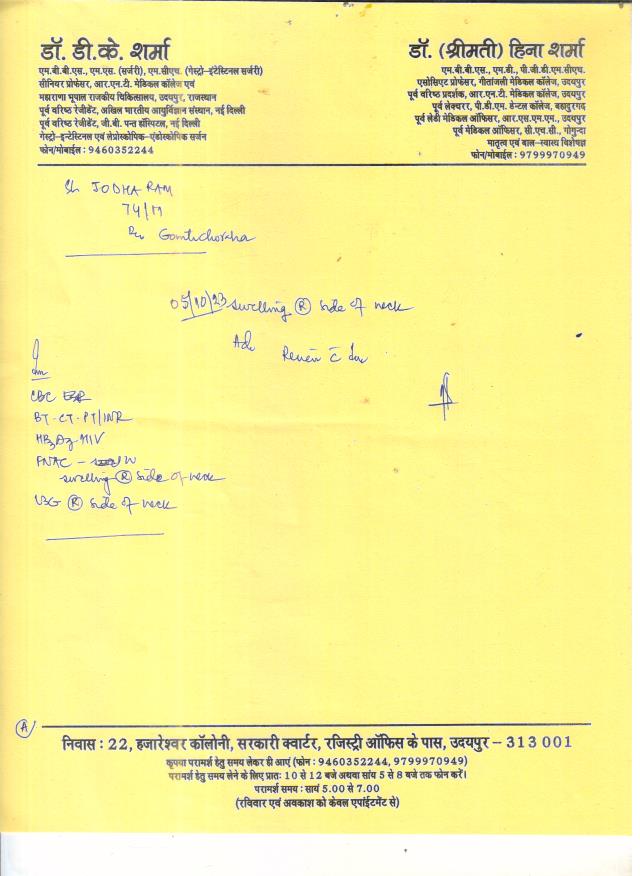 डॉ. डी.के. शर्मा
एम.बी.बी.एस., एम.एस. (सर्जरी), एम.सीएच. (गेस्ट्रो-इंटेस्टिनल सर्जरी)
सीनियर प्रोफेसर, आर.एन.टी. मेडिकल कॉलेज एवं
महाराणा भूपाल राजकीय चिकित्सालय, उदयपुर, राजस्थान
पूर्व वरिष्ठ रेजीडेंट, अखिल भारतीय आयुर्विज्ञान संस्थान, नई दिल्ली
पूर्व वरिष्ठ रेजीडेंट, जी.बी. पन्त हॉस्पिटल, नई दिल्ली
गेस्ट्रो-इन्टेस्टिनल एवं लेप्रोस्कोपिक-एंडोस्कोपिक सर्जन
फोन/मोबाईल : 9460352244
डॉ. (श्रीमती) हिना शर्मा
एम.बी.बी.एस., एम.डी., पी.जी.डी.एम.सीएच.
एसोसिएट प्रोफेसर, गीतांजली मेडिकल कॉलेज, उदयपुर
पूर्व वरिष्ठ प्रदर्शक, आर.एन.टी. मेडिकल कॉलेज, उदयपुर
पूर्व लेक्चरर, पी.डी.एम. डेन्टल कॉलेज, बहादुरगढ़
पूर्व लेडी मेडिकल ऑफिसर, आर.एस.एम.एम., उदयपुर
पूर्व मेडिकल ऑफिसर, सी.एच.सी., गोगुन्दा
मातृत्व एवं बाल-स्वास्थ्य विशेषज्ञ
फोन/मोबाईल : 9799970949
Sh JODHA RAM
74/M
05/10/23 swelling (R) side of neck
Adv
Review c̄ Inv
Inv
CBC
BT-CT-PT/INR
HBsAg-HIV
FNAC –
swelling (R) side of neck
USG (R) side of neck
(A)
निवास : 22, हजारेश्वर कॉलोनी, सरकारी क्वार्टर, रजिस्ट्री ऑफिस के पास, उदयपुर – 313 001
कृपया परामर्श हेतु समय लेकर ही आएं (फोन : 9460352244, 9799970949)
परामर्श हेतु समय लेने के लिए प्रातः 10 से 12 बजे अथवा सांय 5 से 8 बजे तक फोन करें।
परामर्श समय : सायं 5.00 से 7.00
(रविवार एवं अवकाश को केवल एपांईटमेंट से)